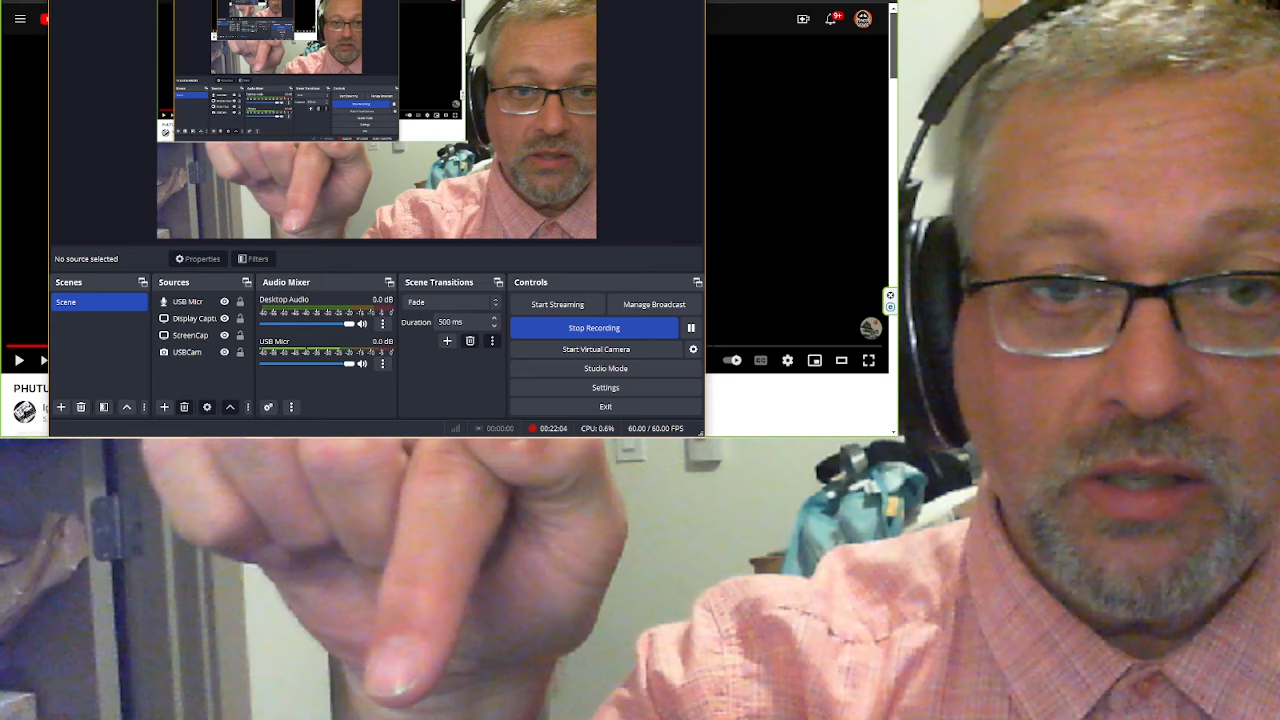 9+
No source selected
Properties
Filters
Scenes
Sources
Audio Mixer
Scene Transitions
Controls
Scene
USB Micr
Display Captu
ScreenCap
USBCam
Desktop Audio 0.0 dB
USB Micr 0.0 dB
Fade
Duration 500 ms
Start Streaming
Manage Broadcast
Stop Recording
Start Virtual Camera
Studio Mode
Settings
Exit
00:00:00
00:22:04
CPU: 0.6%
60.00 / 60.00 FPS
PHUTU